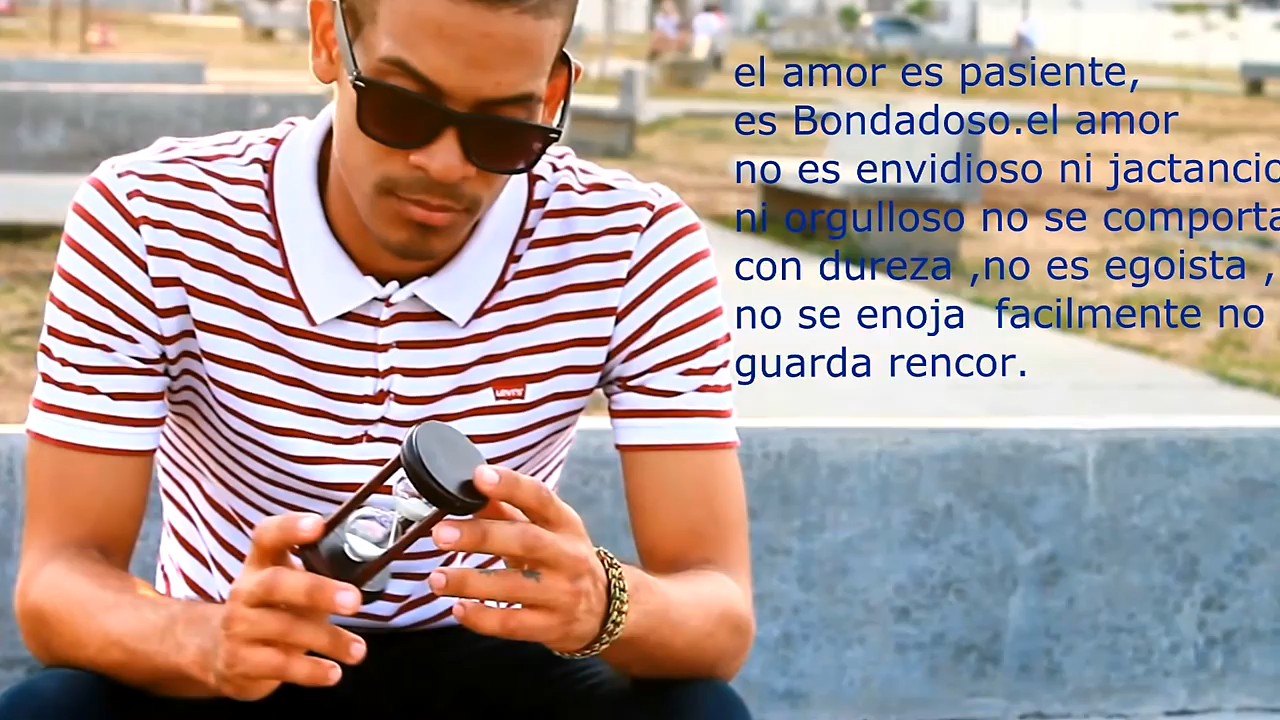 el amor es pasiente,
es Bondadoso.el amor
no es envidioso ni jactancio
ni orgulloso no se comporta
con dureza ,no es egoista ,
no se enoja  facilmente no
guarda rencor.
LEVI'S